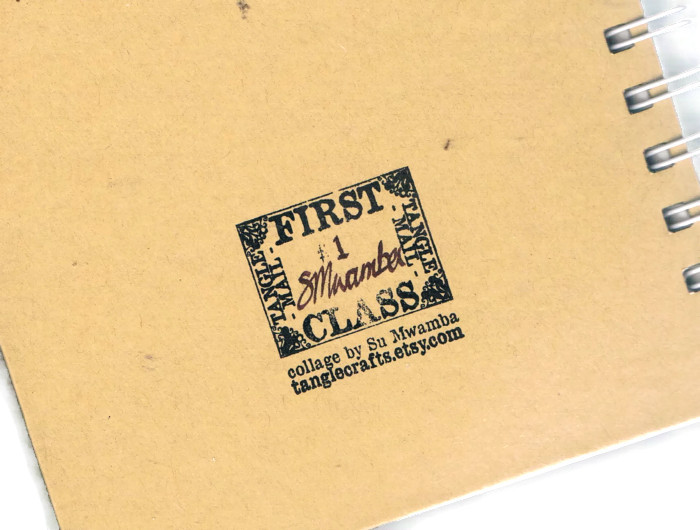 FIRST
TANGLE
MAIL
#1
SMwamba
MAIL
TANGLE
CLASS
collage by Su Mwamba
tanglecrafts.etsy.com